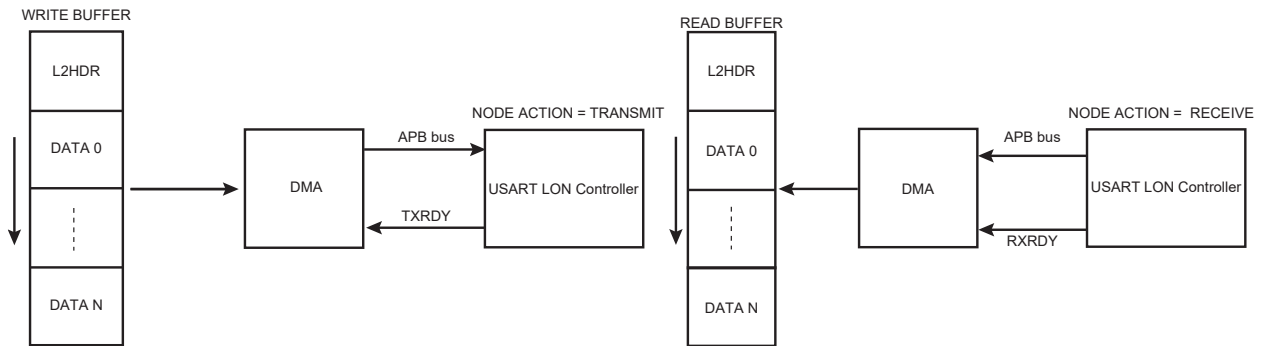 WRITE BUFFER
L2HDR
DATA 0
DATA N
DMA
APB bus
TXRDY
NODE ACTION = TRANSMIT
USART LON Controller
READ BUFFER
L2HDR
DATA 0
DATA N
DMA
APB bus
RXRDY
NODE ACTION = RECEIVE
USART LON Controller